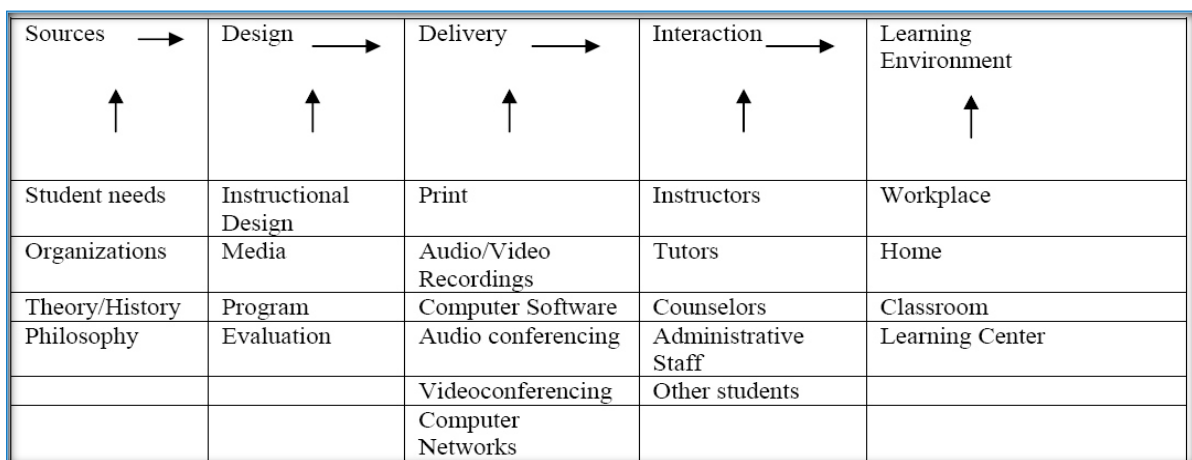 Sources Design Delivery Interaction Learning
Environment
Student needs Instructional Print Instructors Workplace
Design
Organizations Media Audio/Video Tutors Home
Recordings
Theory/History Program Computer Software Counselors Classroom
Philosophy Evaluation Audio conferencing Administrative Learning Center
Staff
Videoconferencing Other students
Computer
Networks